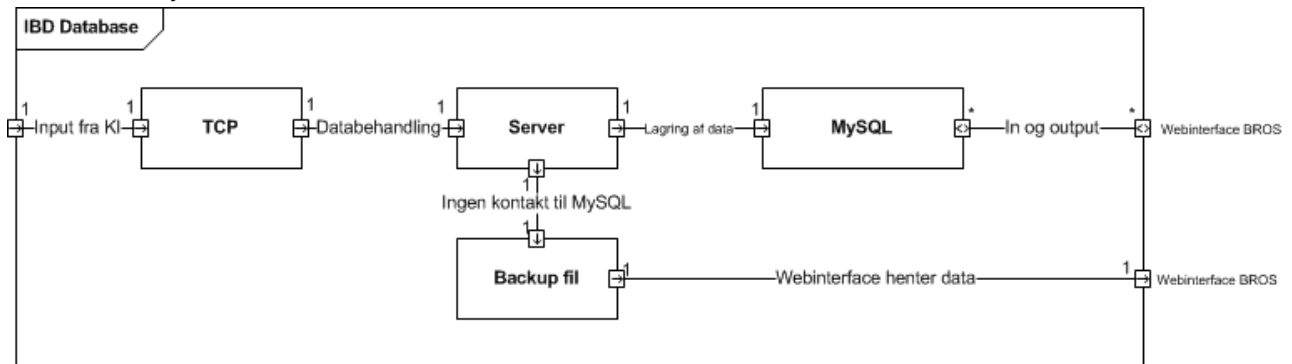 IBD Database
1 1 1 1 1 1 * *
Input fra KI TCP Databehandling Server Lagring af data MySQL In og output Webinterface BROS
1
Ingen kontakt til MySQL
1
Backup fil 1 Webinterface henter data 1 Webinterface BROS